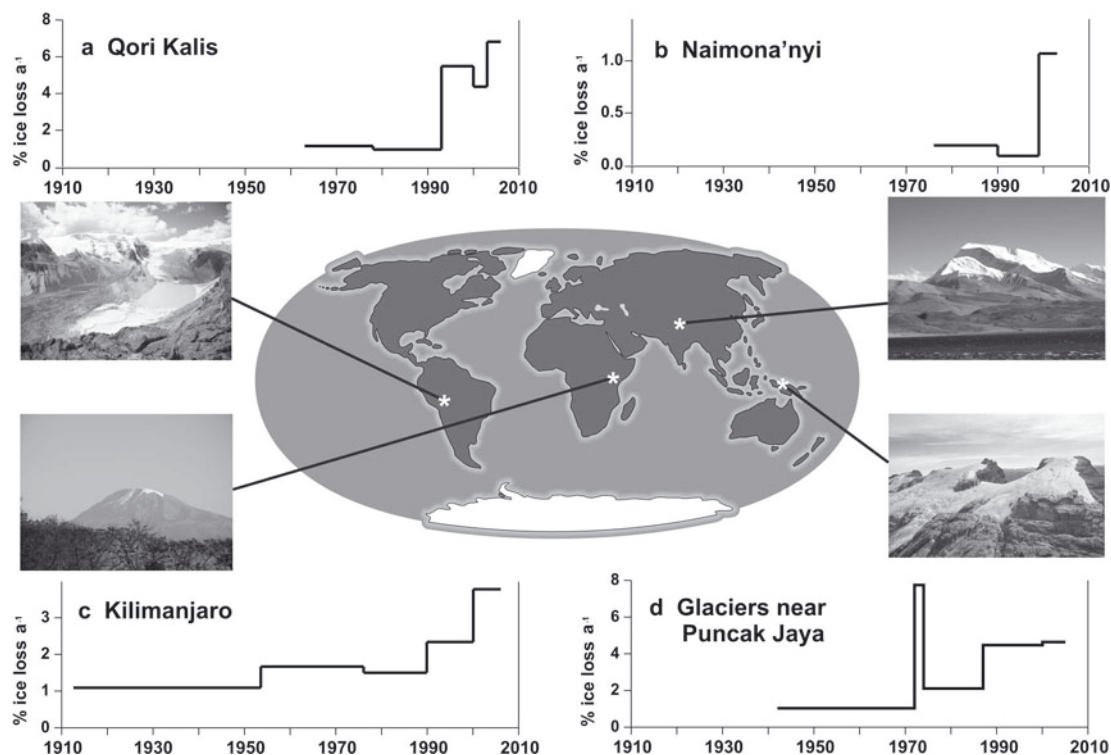 a Qori Kalis
% ice loss a⁻¹
8
6
4
2
0
1910 1930 1950 1970 1990 2010
b Naimona'nyi
% ice loss a⁻¹
1.0
0.5
0.0
1910 1930 1950 1970 1990 2010
c Kilimanjaro
% ice loss a⁻¹
3
2
1
0
1910 1930 1950 1970 1990 2010
d Glaciers near
Puncak Jaya
% ice loss a⁻¹
8
6
4
2
0
1910 1930 1950 1970 1990 2010